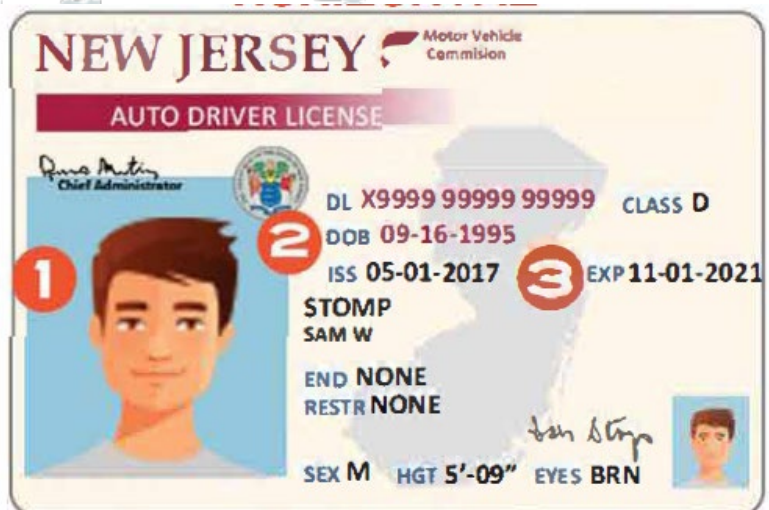 NEW JERSEY
Motor Vehicle
Commision
AUTO DRIVER LICENSE
Chief Administrator
DL X9999 99999 99999 CLASS D
2 DOB 09-16-1995
1
ISS 05-01-2017 3 EXP 11-01-2021
STOMP
SAM W
END NONE
RESTR NONE
SEX M HGT 5'-09" EYES BRN